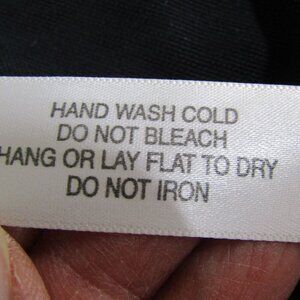 HAND WASH COLD
DO NOT BLEACH
HANG OR LAY FLAT TO DRY
DO NOT IRON